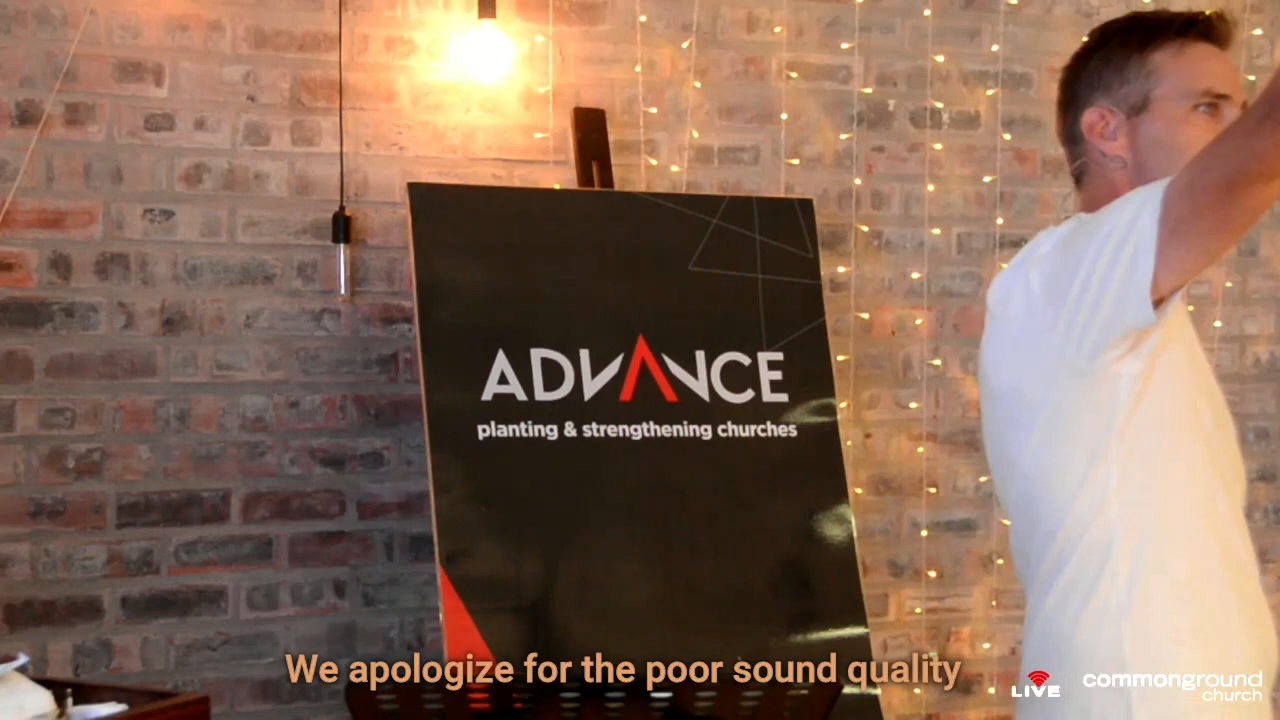 ADVANCE
planting & strengthening churches
We apologize for the poor sound quality
LIVE
commonground
church